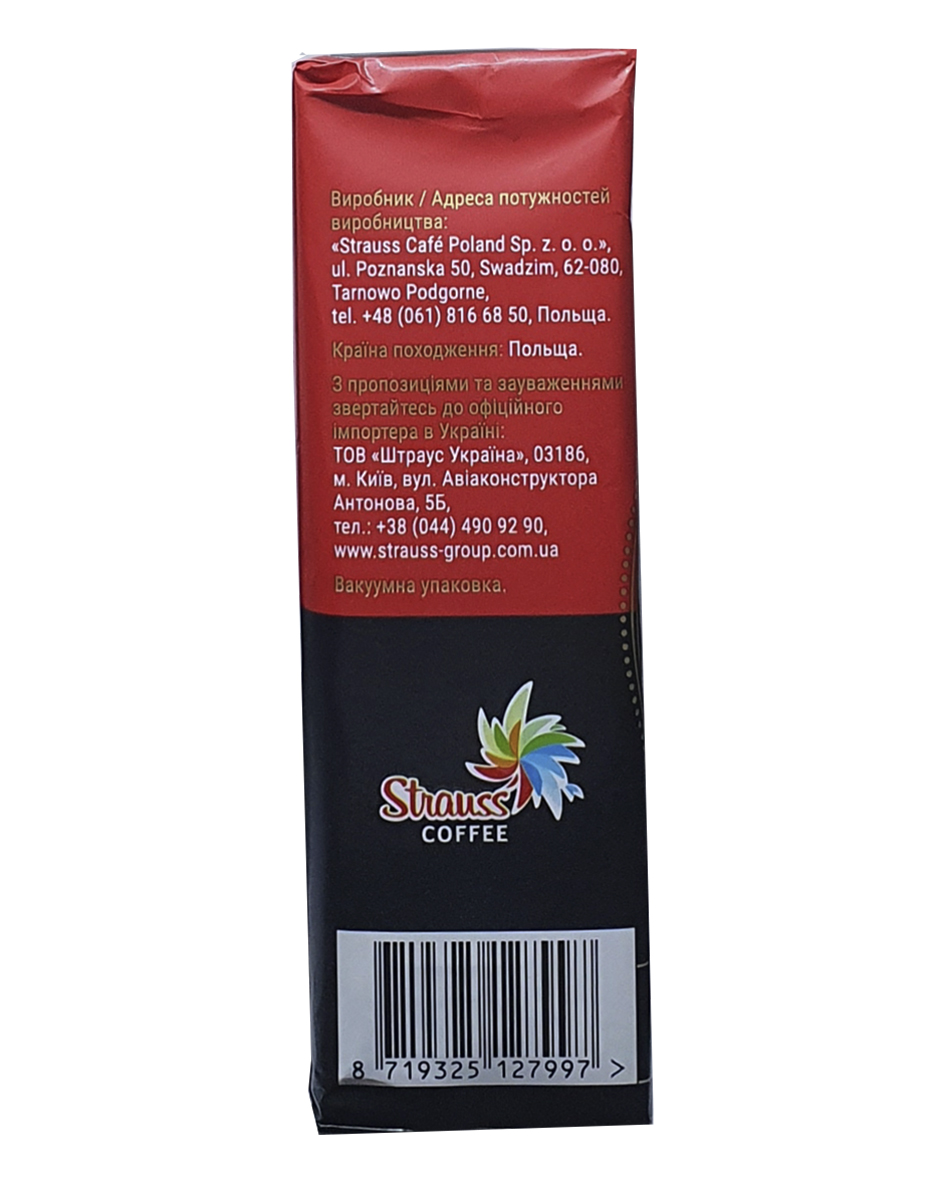 Виробник / Адреса потужностей
виробництва:
«Strauss Café Poland Sp. z. o. o.»,
ul. Poznanska 50, Swadzim, 62-080,
Tarnowo Podgorne,
tel. +48 (061) 816 68 50, Польща.
Країна походження: Польща.
З пропозиціями та зауваженнями
звертайтесь до офіційного
імпортера в Україні:
ТОВ «Штраус Україна», 03186,
м. Київ, вул. Авіаконструктора
Антонова, 5Б,
тел.: +38 (044) 490 92 90,
www.strauss-group.com.ua
Вакуумна упаковка.
Strauss
COFFEE
8 719325 127997 >